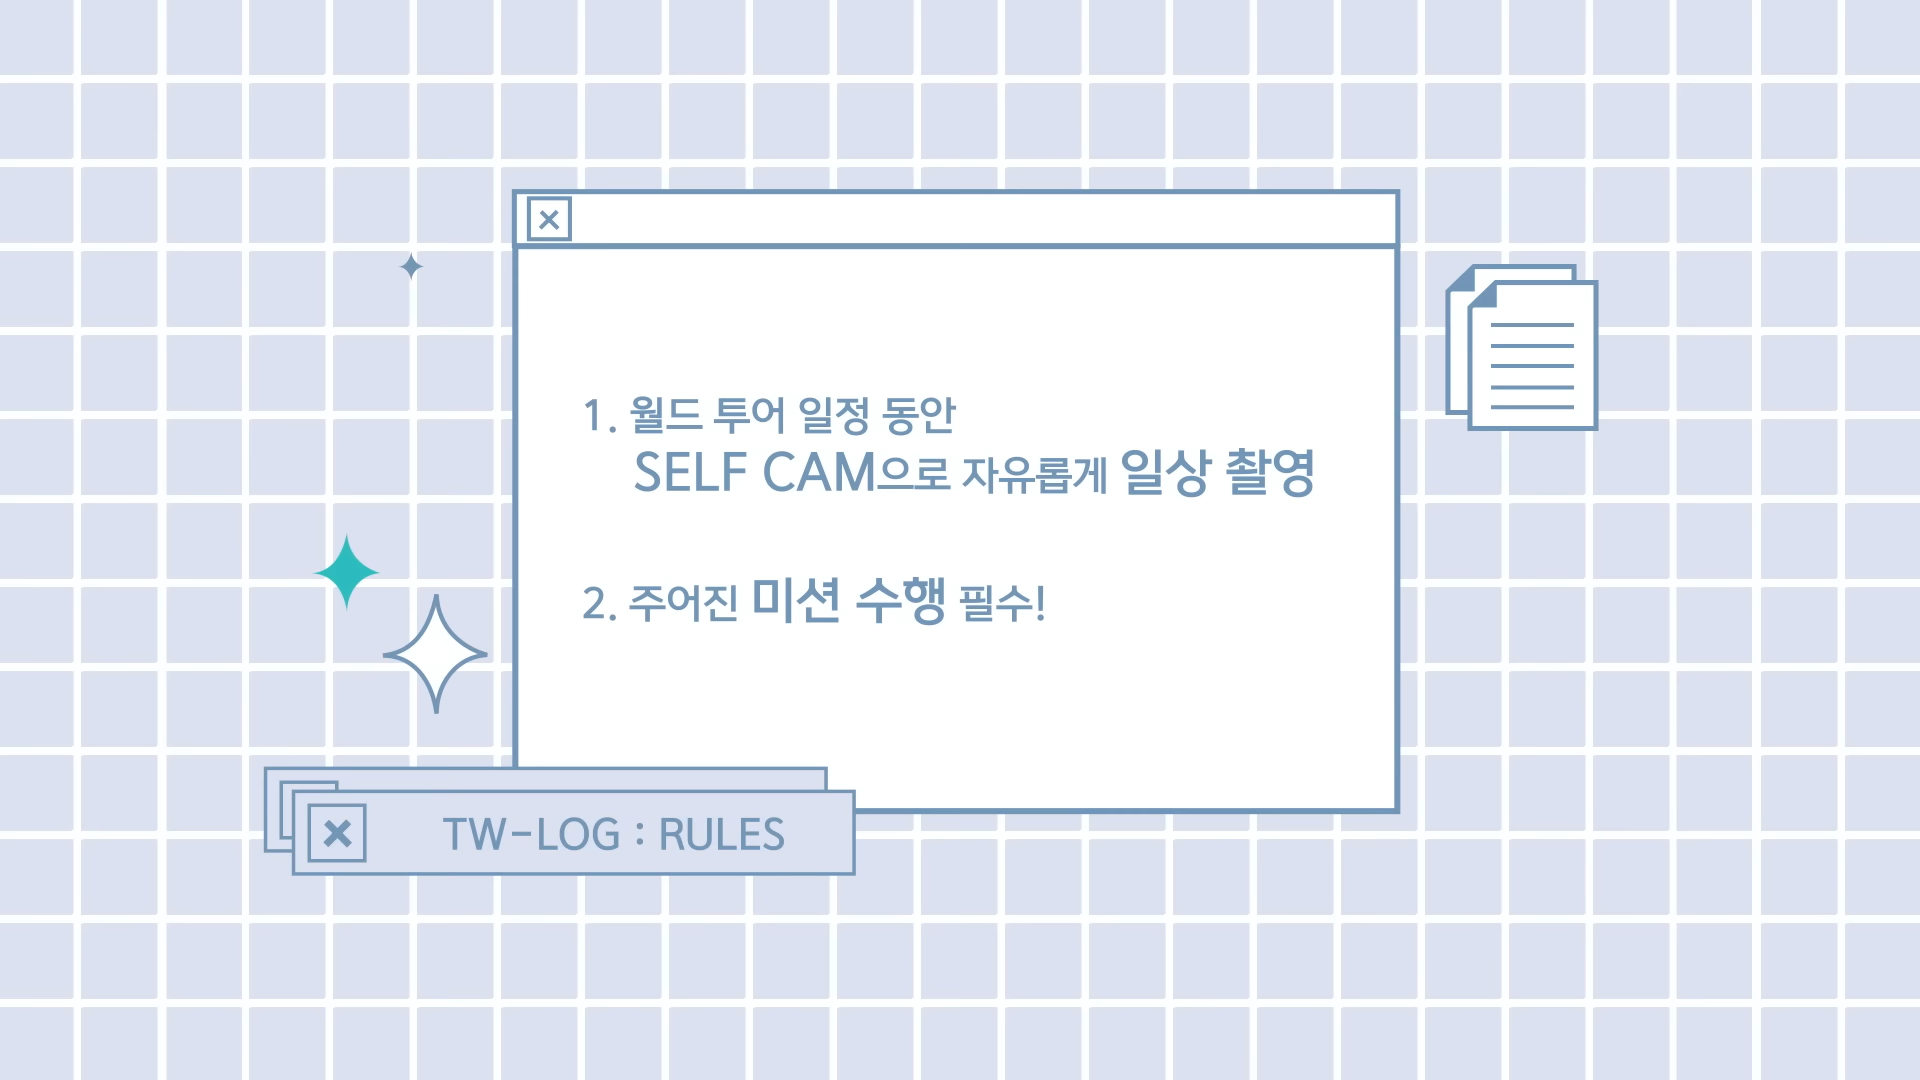 1. 월드 투어 일정 동안
SELF CAM으로 자유롭게 일상 촬영
2. 주어진 미션 수행 필수!
TW-LOG : RULES